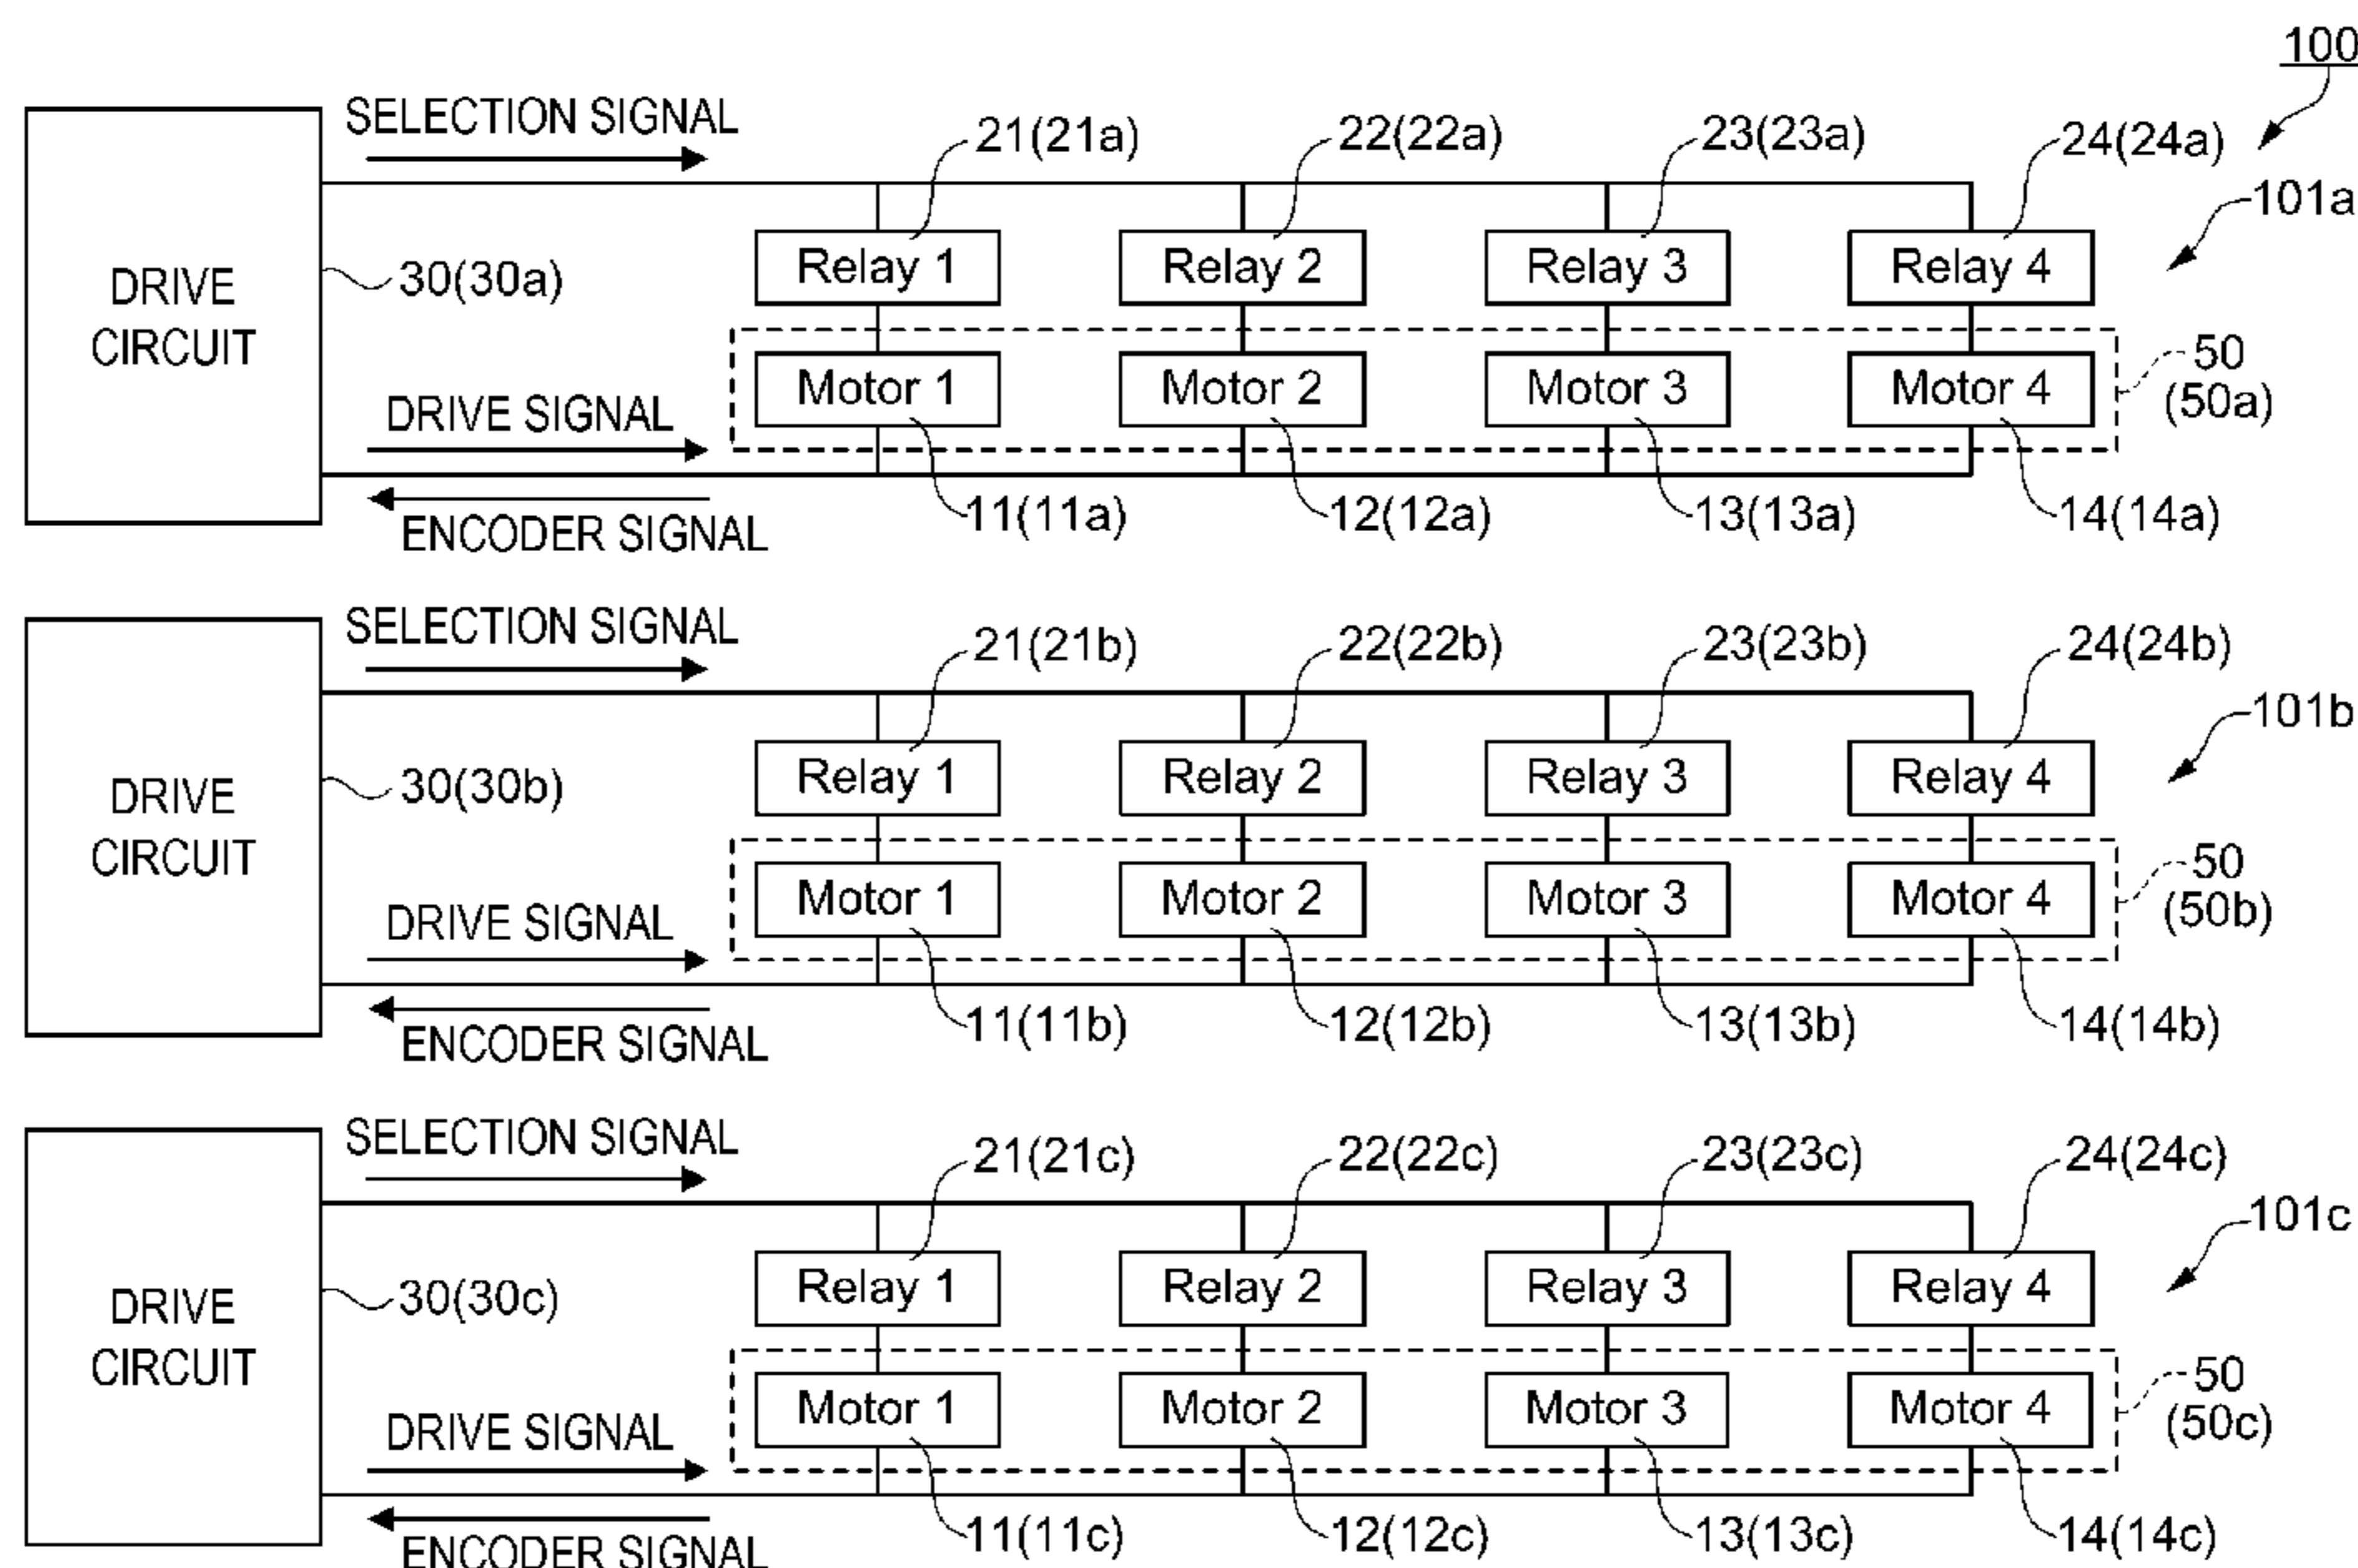 100
SELECTION SIGNAL
21(21a) 22(22a) 23(23a) 24(24a)
101a
Relay 1 Relay 2 Relay 3 Relay 4
DRIVE
CIRCUIT
30(30a)
Motor 1 Motor 2 Motor 3 Motor 4
50
(50a)
DRIVE SIGNAL
ENCODER SIGNAL
11(11a) 12(12a) 13(13a) 14(14a)
SELECTION SIGNAL
21(21b) 22(22b) 23(23b) 24(24b)
101b
Relay 1 Relay 2 Relay 3 Relay 4
DRIVE
CIRCUIT
30(30b)
Motor 1 Motor 2 Motor 3 Motor 4
50
(50b)
DRIVE SIGNAL
ENCODER SIGNAL
11(11b) 12(12b) 13(13b) 14(14b)
SELECTION SIGNAL
21(21c) 22(22c) 23(23c) 24(24c)
101c
Relay 1 Relay 2 Relay 3 Relay 4
DRIVE
CIRCUIT
30(30c)
Motor 1 Motor 2 Motor 3 Motor 4
50
(50c)
DRIVE SIGNAL
ENCODER SIGNAL
11(11c) 12(12c) 13(13c) 14(14c)